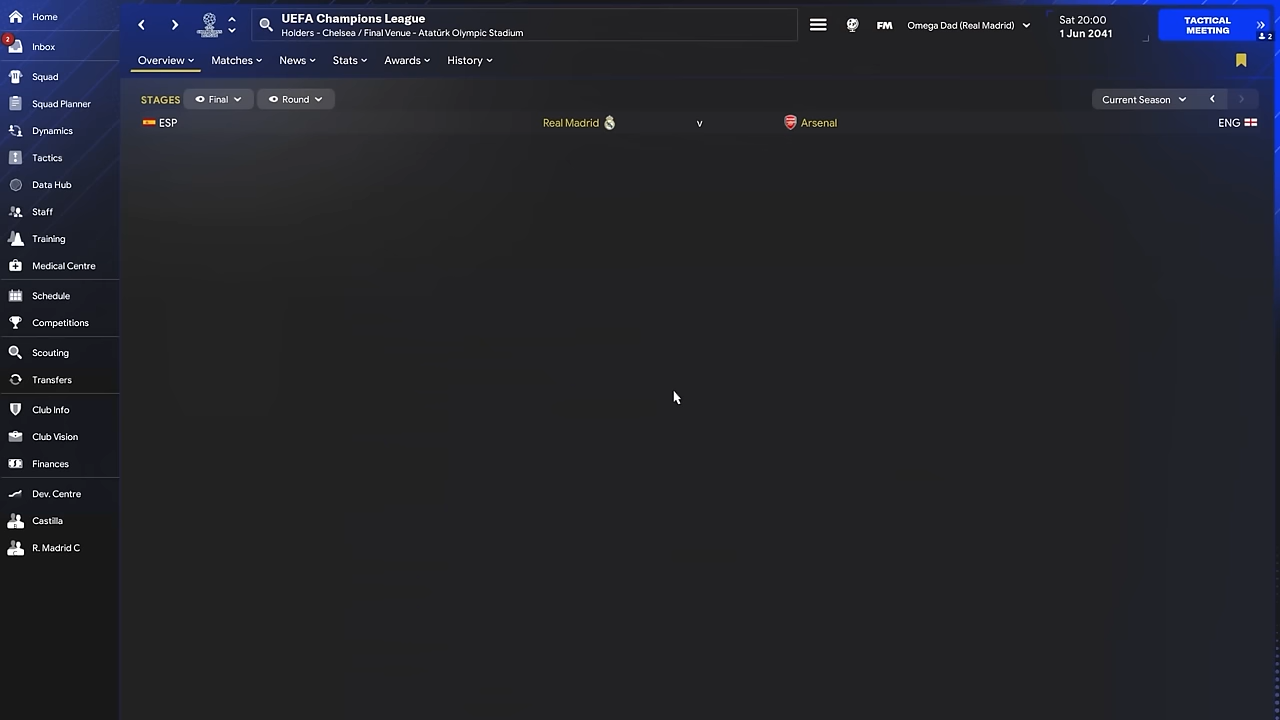 Home
2
Inbox
Squad
Squad Planner
Dynamics
Tactics
Data Hub
Staff
Training
Medical Centre
Schedule
Competitions
Scouting
Transfers
Club Info
Club Vision
Finances
Dev. Centre
Castilla
R. Madrid C
UEFA Champions League
Holders - Chelsea / Final Venue - Atatürk Olympic Stadium
FM
Omega Dad (Real Madrid)
Sat 20:00
1 Jun 2041
TACTICAL
MEETING
2
Overview
Matches
News
Stats
Awards
History
STAGES
Final
Round
Current Season
ESP
Real Madrid
v
Arsenal
ENG